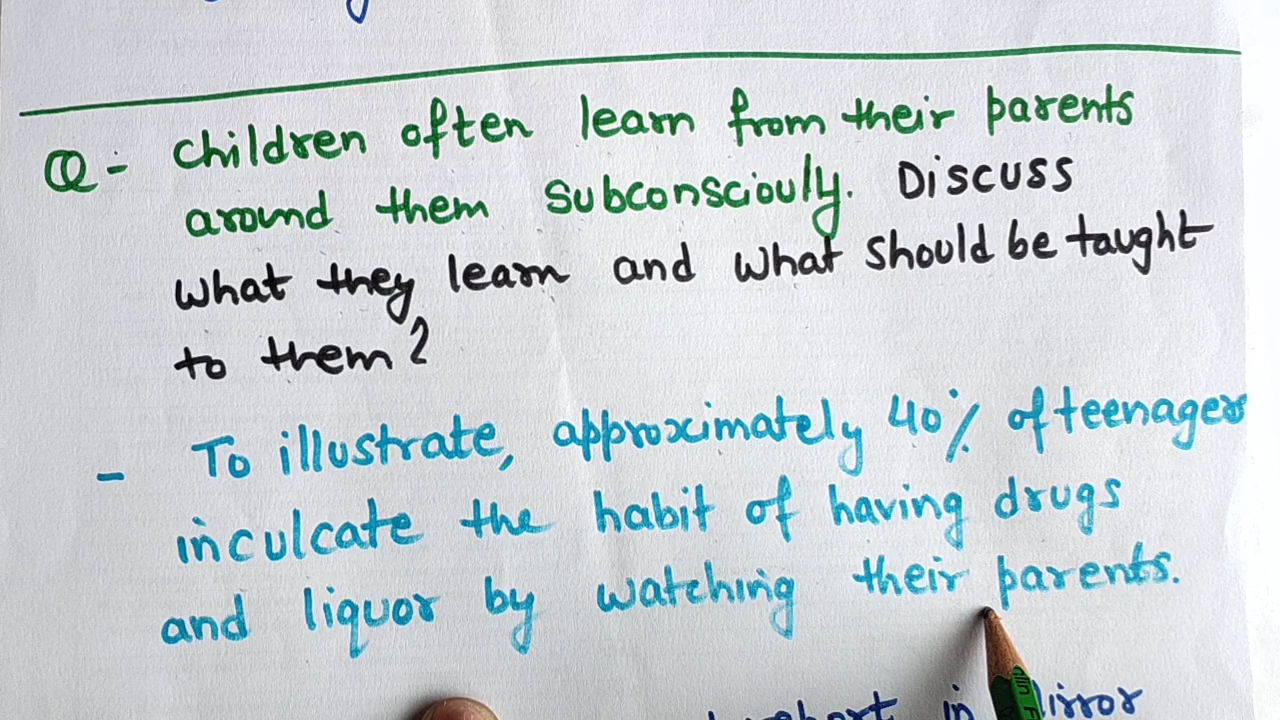 Q - children often learn from their parents
around them subconsciouly. Discuss
what they learn and what should be taught
to them?
- To illustrate, approximately 40% of teenagers
inculcate the habit of having drugs
and liquor by watching their parents.
in